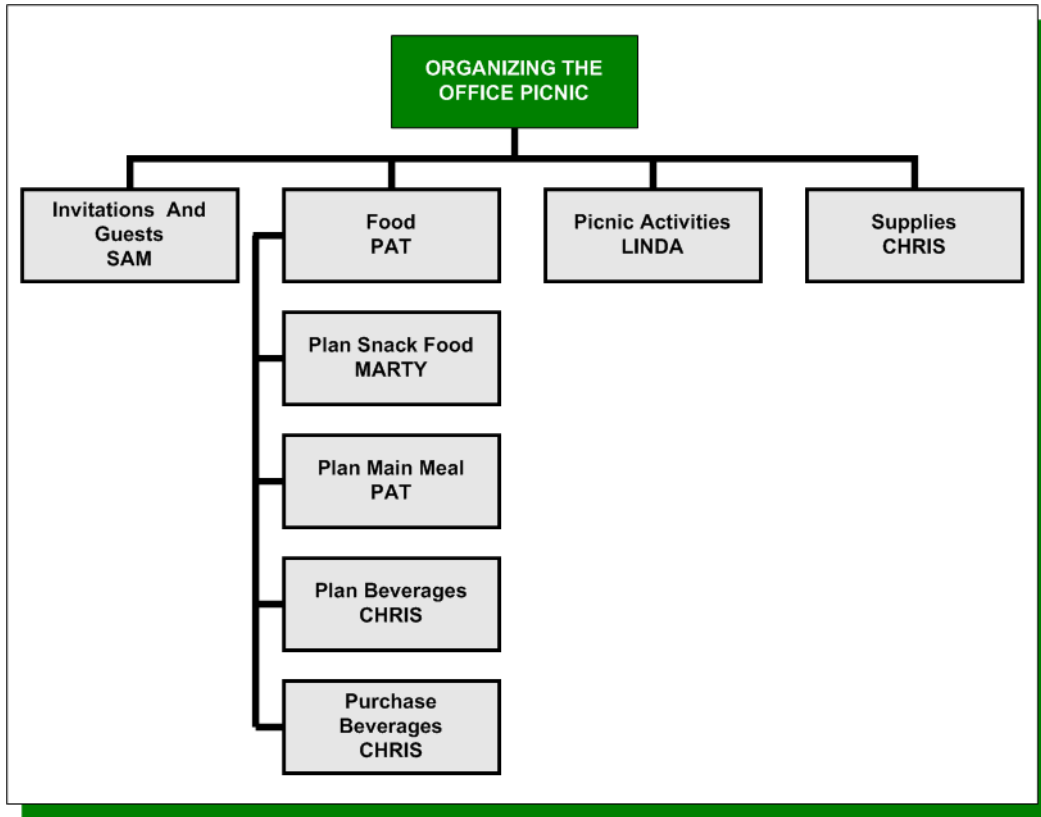 ORGANIZING THE
OFFICE PICNIC
Invitations And
Guests
SAM
Food
PAT
Picnic Activities
LINDA
Supplies
CHRIS
Plan Snack Food
MARTY
Plan Main Meal
PAT
Plan Beverages
CHRIS
Purchase
Beverages
CHRIS